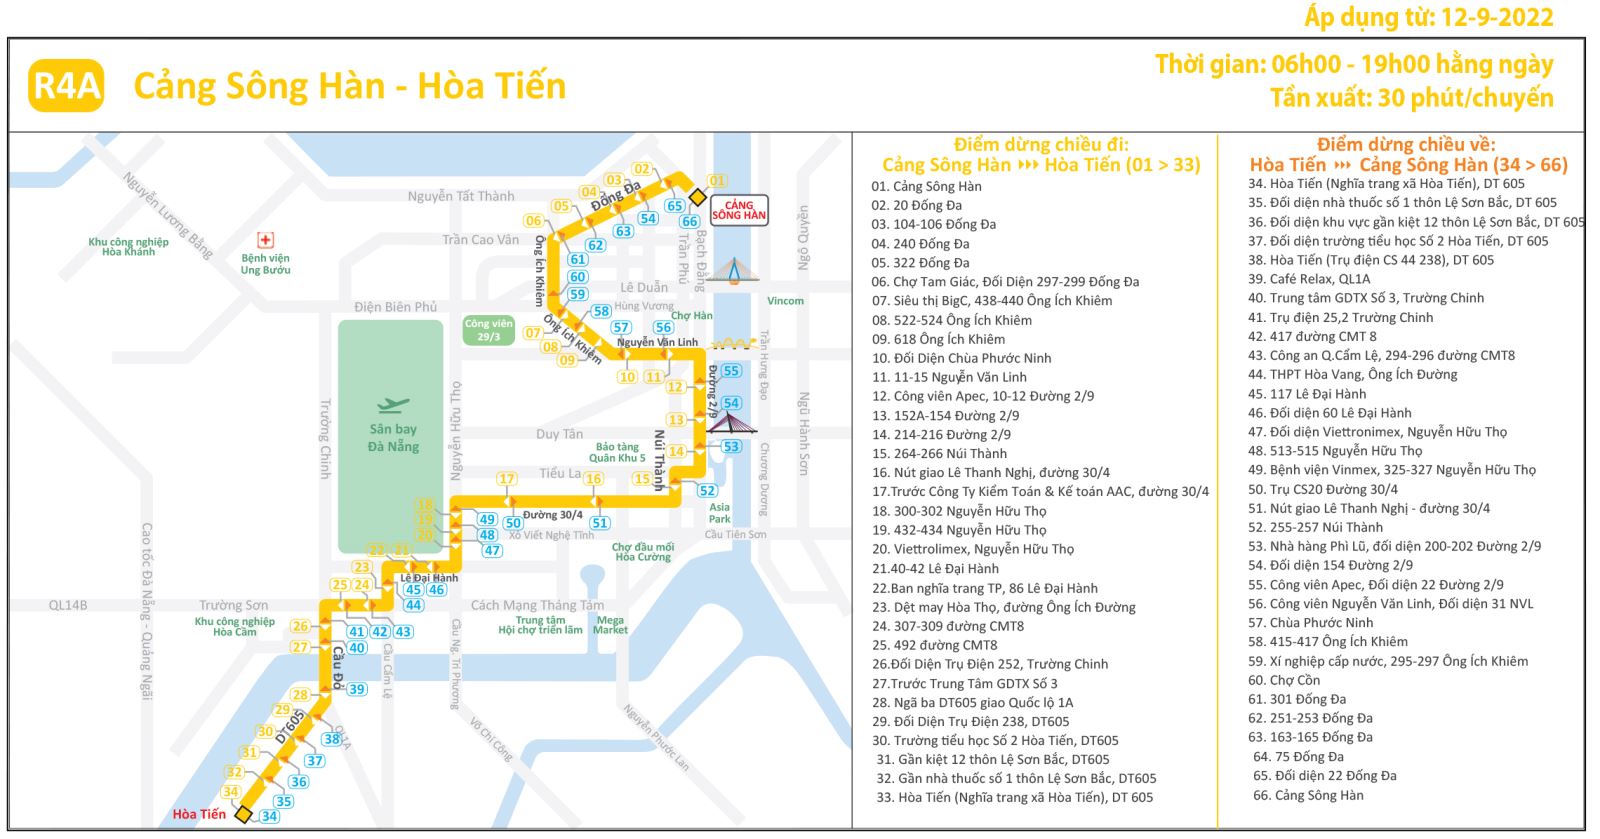 Áp dụng từ: 12-9-2022
R4A
Cảng Sông Hàn - Hòa Tiến
Thời gian: 06h00 - 19h00 hằng ngày
Tần xuất: 30 phút/chuyến
Nguyễn Lương Bằng
Nguyễn Tất Thành
Đống Đa
02
01
03
04
05
06
65
54
63
62
66
61
60
59
58
57
56
CẢNG
SÔNG HÀN
Khu công nghiệp
Hòa Khánh
Bệnh viện
Ung Bướu
Trần Cao Vân
Ông Ích Khiêm
Trần Phú
Bạch Đằng
Ngô Quyền
Lê Duẩn
Hùng Vương
Chợ Hàn
Vincom
Điện Biên Phủ
Công viên
29/3
Ông Ích Khiêm
07
08
09
Nguyễn Văn Linh
10
11
12
13
14
15
55
54
53
52
Đường 2/9
Trần Hưng Đạo
Ngũ Hành Sơn
Chương Dương
Trường Chinh
Nguyễn Hữu Thọ
Sân bay
Đà Nẵng
Duy Tân
Núi Thành
Bảo tàng
Quân Khu 5
Tiểu La
17
16
Đường 30/4
50
51
Xô Viết Nghệ Tĩnh
Asia
Park
Cầu Tiên Sơn
Chợ đầu mối
Hòa Cường
18
19
20
49
48
47
22
21
23
Lê Đại Hành
45
46
44
25
24
41
42
43
40
26
27
QL14B
Trường Sơn
Khu công nghiệp
Hòa Cầm
Cách Mạng Tháng Tám
Trung tâm
Hội chợ triển lãm
Mega
Market
Cao tốc Đà Nẵng - Quảng Ngãi
Cầu Đỏ
Cầu Cẩm Lệ
Cầu Ng. Tri Phương
39
28
29
30
31
32
34
DT605
QL1A
38
37
36
35
34
Võ Chí Công
Nguyễn Phước Lan
Hòa Tiến
Điểm dừng chiều đi:
Cảng Sông Hàn Hòa Tiến (01 > 33)
01. Cảng Sông Hàn
02. 20 Đống Đa
03. 104-106 Đống Đa
04. 240 Đống Đa
05. 322 Đống Đa
06. Chợ Tam Giác, Đối Diện 297-299 Đống Đa
07. Siêu thị BigC, 438-440 Ông Ích Khiêm
08. 522-524 Ông Ích Khiêm
09. 618 Ông Ích Khiêm
10. Đối Diện Chùa Phước Ninh
11. 11-15 Nguyễn Văn Linh
12. Công viên Apec, 10-12 Đường 2/9
13. 152A-154 Đường 2/9
14. 214-216 Đường 2/9
15. 264-266 Núi Thành
16. Nút giao Lê Thanh Nghị, đường 30/4
17.Trước Công Ty Kiểm Toán & Kế toán AAC, đường 30/4
18. 300-302 Nguyễn Hữu Thọ
19. 432-434 Nguyễn Hữu Thọ
20. Viettrolimex, Nguyễn Hữu Thọ
21.40-42 Lê Đại Hành
22.Ban nghĩa trang TP, 86 Lê Đại Hành
23. Dệt may Hòa Thọ, đường Ông Ích Đường
24. 307-309 đường CMT8
25. 492 đường CMT8
26.Đối Diện Trụ Điện 252, Trường Chinh
27.Trước Trung Tâm GDTX Số 3
28. Ngã ba DT605 giao Quốc lộ 1A
29. Đối Diện Trụ Điện 238, DT605
30. Trường tiểu học Số 2 Hòa Tiến, DT605
31. Gần kiệt 12 thôn Lệ Sơn Bắc, DT605
32. Gần nhà thuốc số 1 thôn Lệ Sơn Bắc, DT605
33. Hòa Tiến (Nghĩa trang xã Hòa Tiến), DT 605
Điểm dừng chiều về:
Hòa Tiến Cảng Sông Hàn (34 > 66)
34. Hòa Tiến (Nghĩa trang xã Hòa Tiến), DT 605
35. Đối diện nhà thuốc số 1 thôn Lệ Sơn Bắc, DT 605
36. Đối diện khu vực gần kiệt 12 thôn Lệ Sơn Bắc, DT 605
37. Đối diện trường tiểu học Số 2 Hòa Tiến, DT 605
38. Hòa Tiến (Trụ điện CS 44 238), DT 605
39. Café Relax, QL1A
40. Trung tâm GDTX Số 3, Trường Chinh
41. Trụ điện 25,2 Trường Chinh
42. 417 đường CMT 8
43. Công an Q.Cẩm Lệ, 294-296 đường CMT8
44. THPT Hòa Vang, Ông Ích Đường
45. 117 Lê Đại Hành
46. Đối diện 60 Lê Đại Hành
47. Đối diện Viettronimex, Nguyễn Hữu Thọ
48. 513-515 Nguyễn Hữu Thọ
49. Bệnh viện Vinmex, 325-327 Nguyễn Hữu Thọ
50. Trụ CS20 Đường 30/4
51. Nút giao Lê Thanh Nghị - đường 30/4
52. 255-257 Núi Thành
53. Nhà hàng Phì Lũ, đối diện 200-202 Đường 2/9
54. Đối diện 154 Đường 2/9
55. Công viên Apec, Đối diện 22 Đường 2/9
56. Công viên Nguyễn Văn Linh, Đối diện 31 NVL
57. Chùa Phước Ninh
58. 415-417 Ông Ích Khiêm
59. Xí nghiệp cấp nước, 295-297 Ông Ích Khiêm
60. Chợ Cồn
61. 301 Đống Đa
62. 251-253 Đống Đa
63. 163-165 Đống Đa
64. 75 Đống Đa
65. Đối diện 22 Đống Đa
66. Cảng Sông Hàn